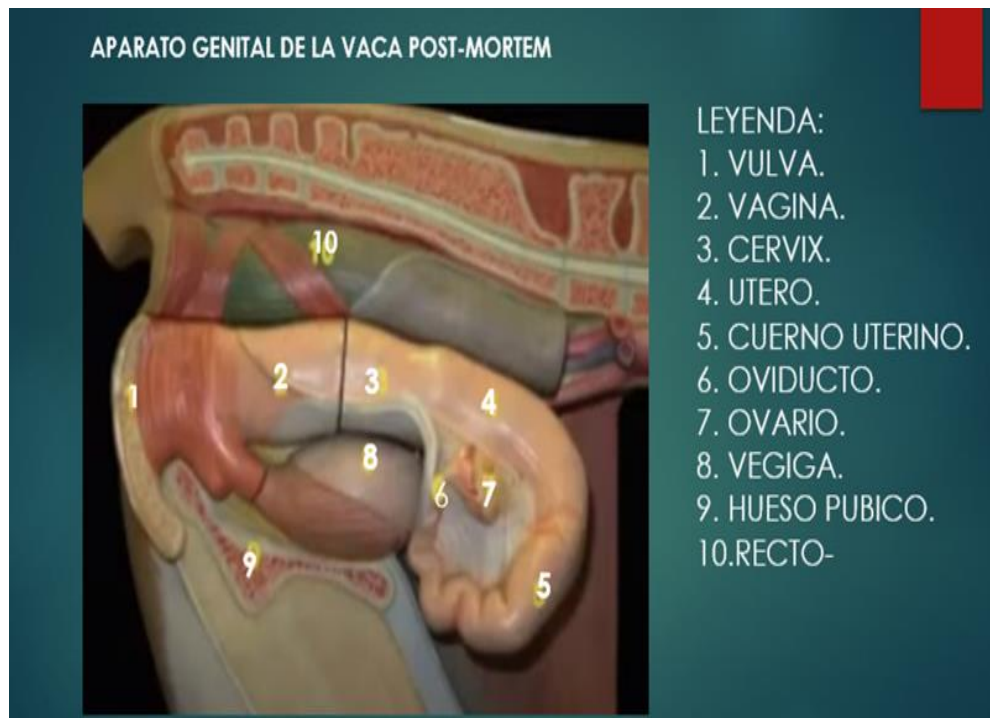 APARATO GENITAL DE LA VACA POST-MORTEM
LEYENDA:
1. VULVA.
2. VAGINA.
3. CERVIX.
4. UTERO.
5. CUERNO UTERINO.
6. OVIDUCTO.
7. OVARIO.
8. VEGIGA.
9. HUESO PUBICO.
10.RECTO-
10
1
2
3
4
8
6
7
9
5